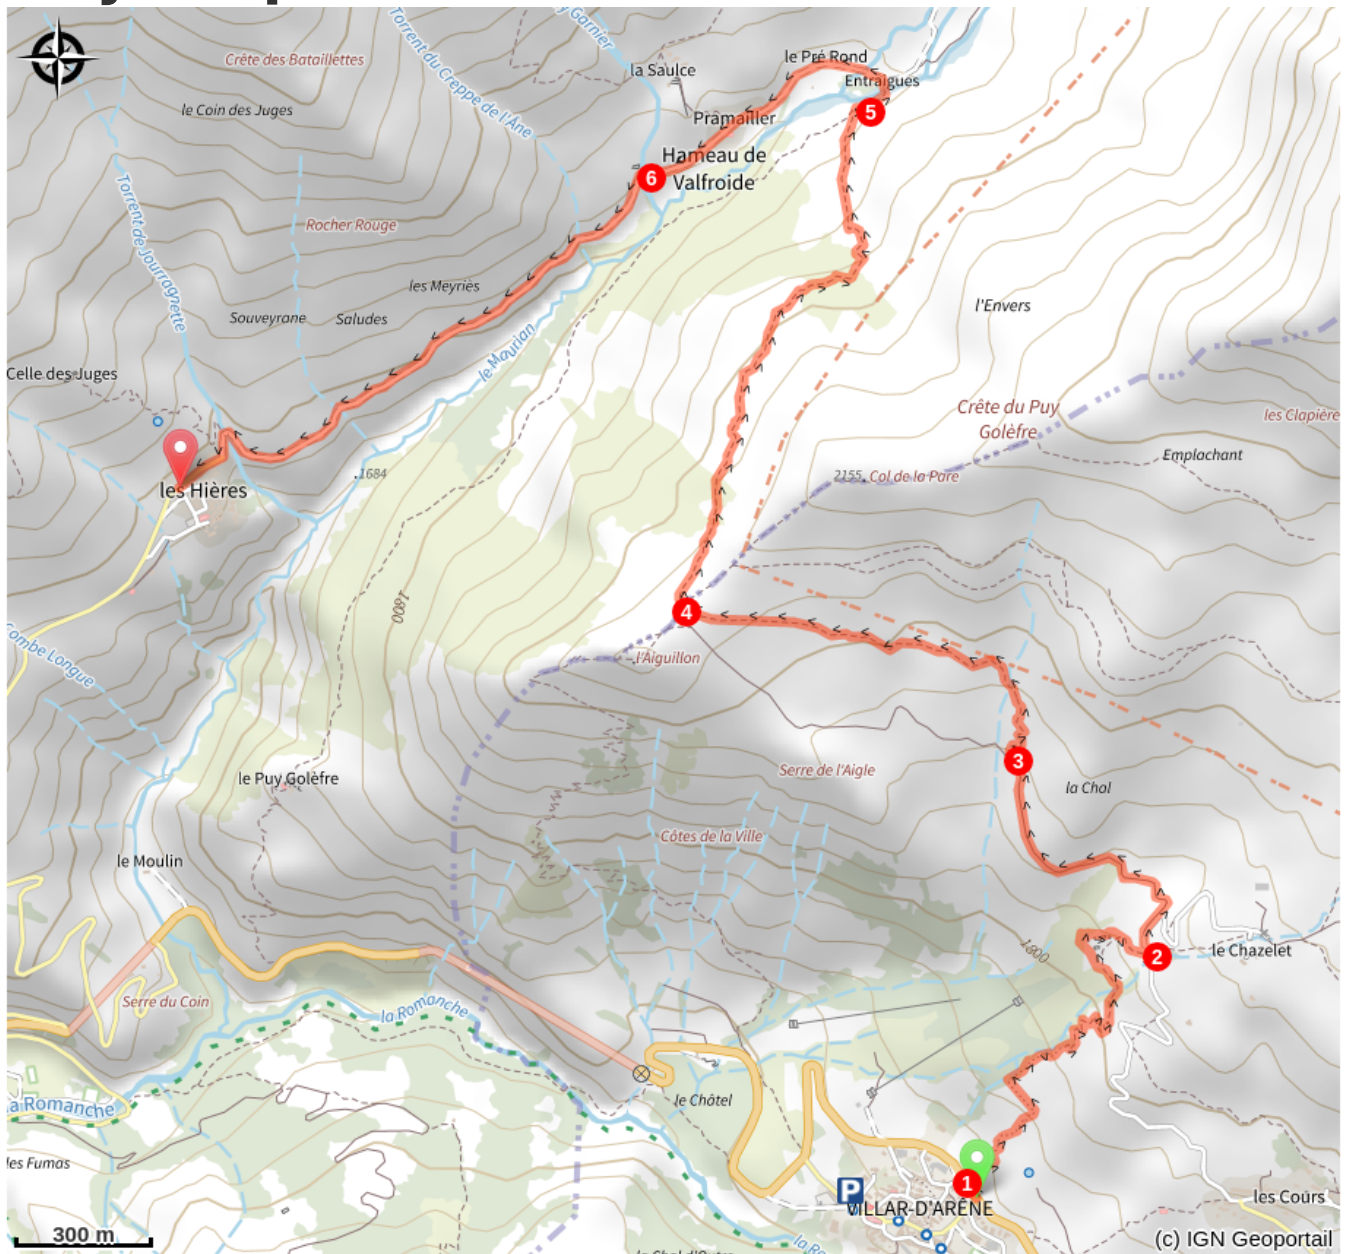 Crête des Bataillettes
le Coin des Juges
Torrent du Creppe de l'Âne
Garnier
la Saulce
le Pré Rond
Entraigues
5
Pramailler
Hameau de
Valfroide
6
Torrent de Jourragnette
Rocher Rouge
les Meyriès
Souveyrane
Saludes
l'Envers
le Maurian
Celle des Juges
Crête du Puy
Golèfre
les Clapière
Emplachant
les Hières
.1684
2155. Col de la Pare
1800
4
l'Aiguillon
Combe Longue
3
Serre de l'Aigle
la Chal
le Puy Golèfre
Côtes de la Ville
le Moulin
1800
2
le Chazelet
Serre du Coin
la Romanche
la Romanche
le Châtel
les Fumas
1
P
VILLAR-D'ARÊNE
les Cours
300 m
(c) IGN Geoportail